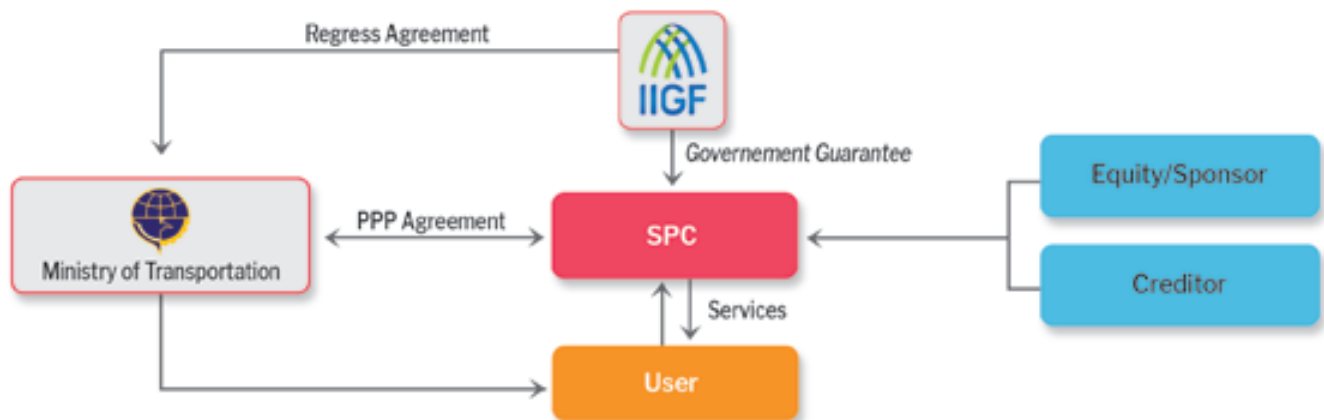 Regress Agreement
IIGF
Governement Guarantee
Equity/Sponsor
PPP Agreement
SPC
Ministry of Transportation
Creditor
Services
User